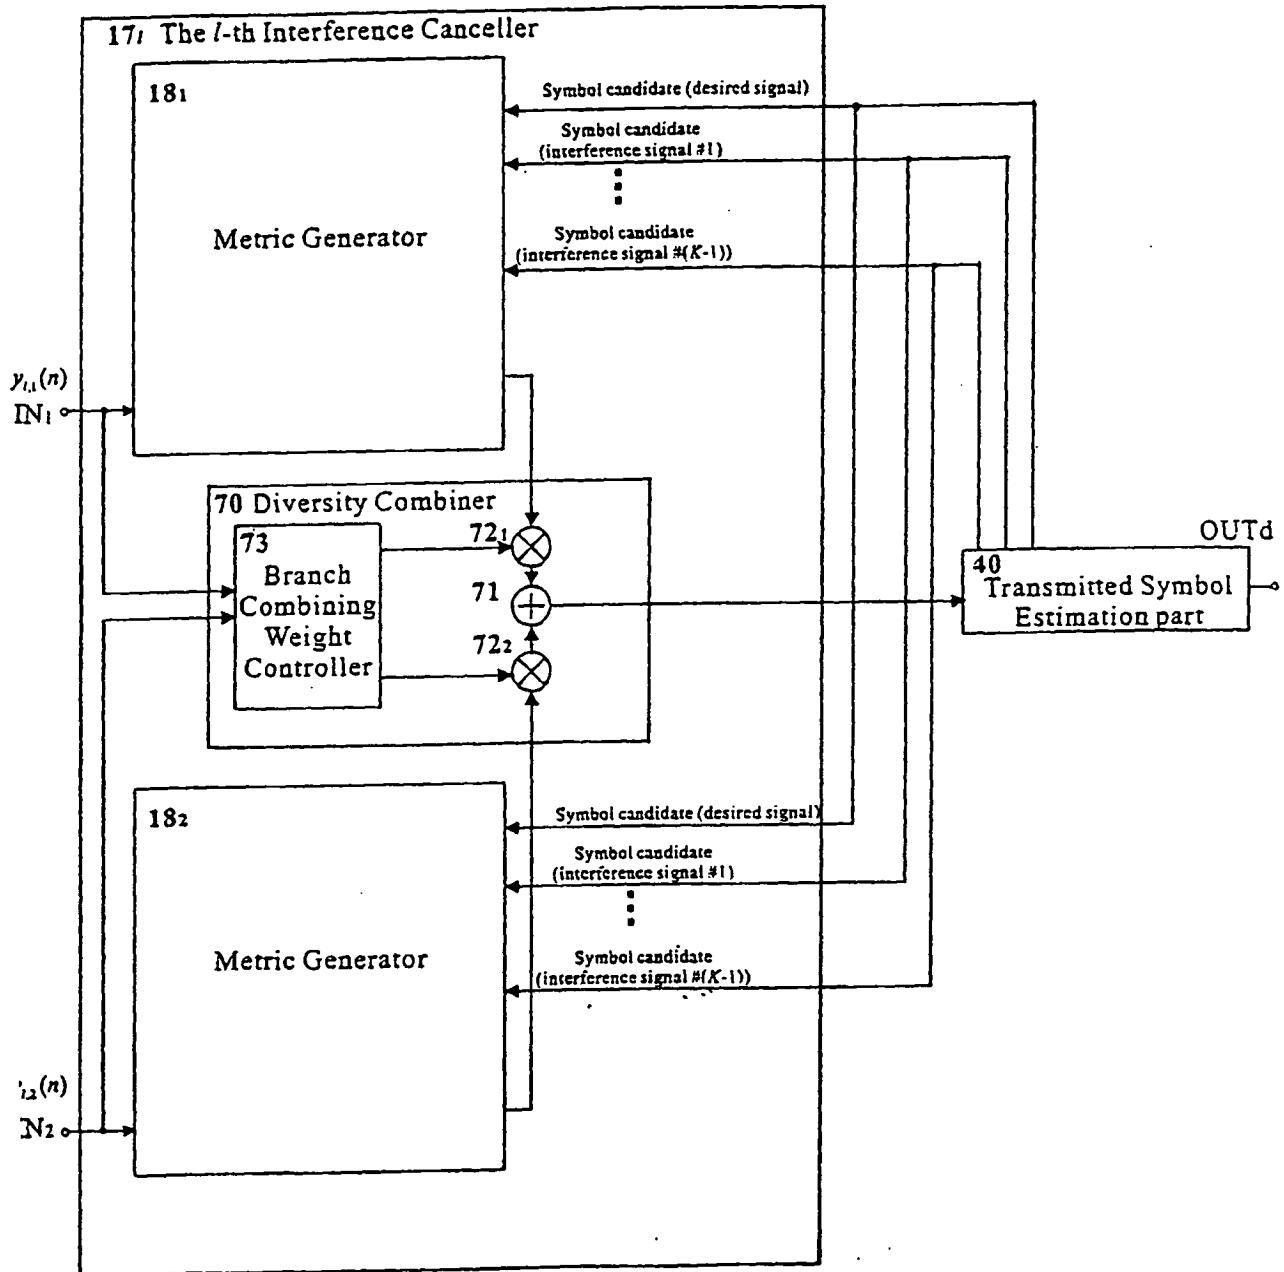 17l The l-th Interference Canceller
181
Symbol candidate (desired signal)
Symbol candidate
(interference signal #1)
Metric Generator
Symbol candidate
(interference signal #(K-1))
yl,1(n)
IN1
70 Diversity Combiner
73
Branch
Combining
Weight
Controller
721
71
722
OUTd
40
Transmitted Symbol
Estimation part
182
Symbol candidate (desired signal)
Symbol candidate
(interference signal #1)
Metric Generator
Symbol candidate
(interference signal #(K-1))
l,2(n)
N2